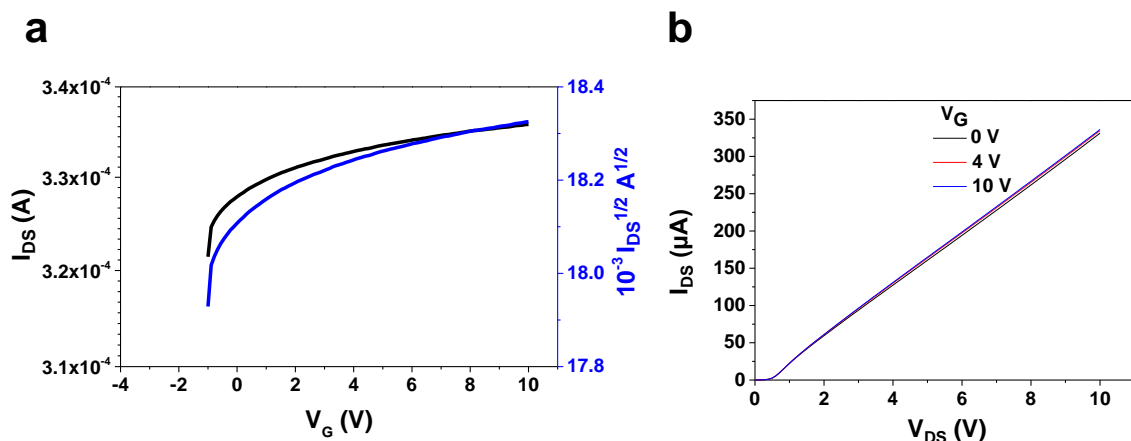 a
3.4x10⁻⁴
3.3x10⁻⁴
3.2x10⁻⁴
3.1x10⁻⁴
I_DS (A)
-4 -2 0 2 4 6 8 10
V_G (V)
18.4
18.2
18.0
17.8
10⁻³ I_DS^1/2 A^1/2
b
350
300
250
200
150
100
50
0
I_DS (µA)
V_G
0 V
4 V
10 V
0 2 4 6 8 10
V_DS (V)